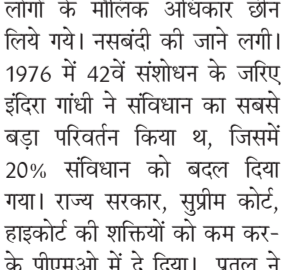 लोगों के मौलिक अधिकार छीन
लिये गये। नसबंदी की जाने लगी।
1976 में 42वें संशोधन के जरिए
इंदिरा गांधी ने संविधान का सबसे
बड़ा परिवर्तन किया थ, जिसमें
20% संविधान को बदल दिया
गया। राज्य सरकार, सुप्रीम कोर्ट,
हाइकोर्ट की शक्तियों को कम कर-
के पीएमओ में दे दिया। प्रतुल ने